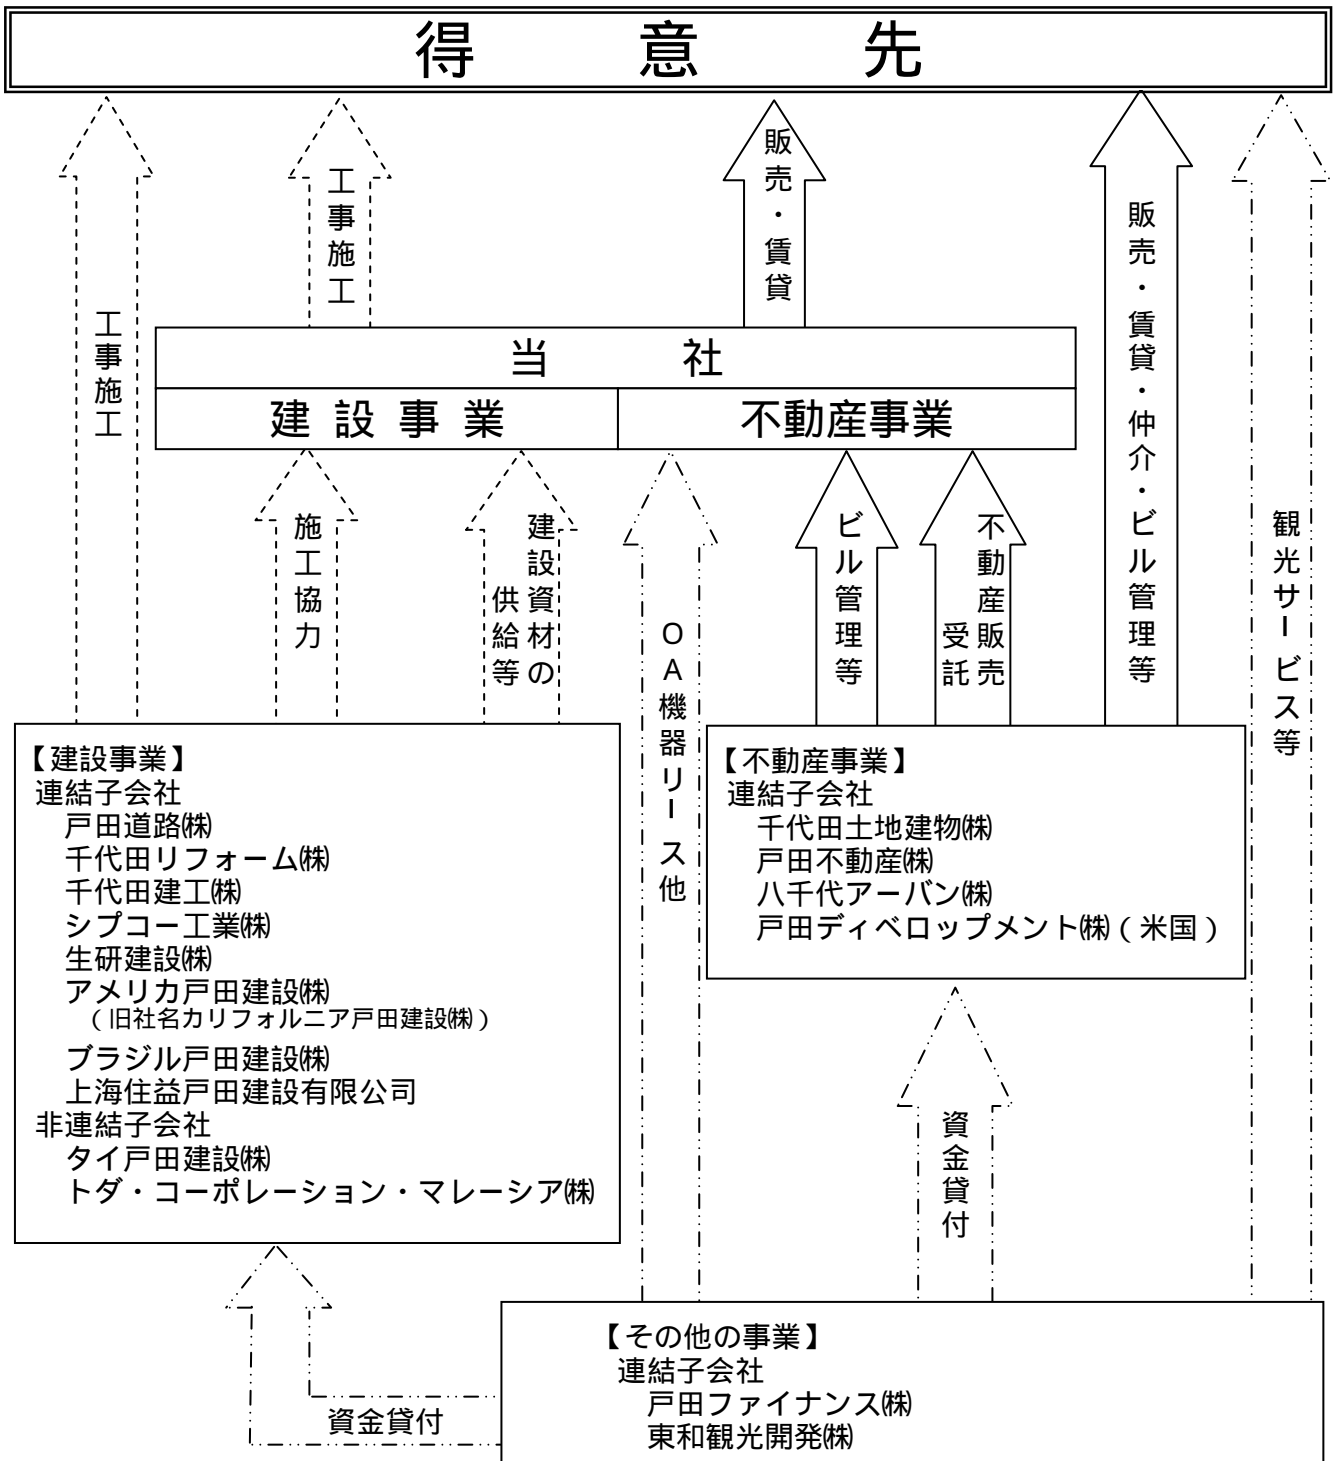 得意先
工事施工
工事施工
販売・賃貸
販売・賃貸・仲介・ビル管理等
観光サービス等
当社
建設事業
不動産事業
施工協力
建設資材の
供給等
OA機器リース他
ビル管理等
不動産販売
受託
【建設事業】
連結子会社
戸田道路㈱
千代田リフォーム㈱
千代田建工㈱
シプコー工業㈱
生研建設㈱
アメリカ戸田建設㈱
(旧社名カリフォルニア戸田建設㈱)
ブラジル戸田建設㈱
上海住益戸田建設有限公司
非連結子会社
タイ戸田建設㈱
トダ・コーポレーション・マレーシア㈱
【不動産事業】
連結子会社
千代田土地建物㈱
戸田不動産㈱
八千代アーバン㈱
戸田ディベロップメント㈱(米国)
資金貸付
資金貸付
【その他の事業】
連結子会社
戸田ファイナンス㈱
東和観光開発㈱